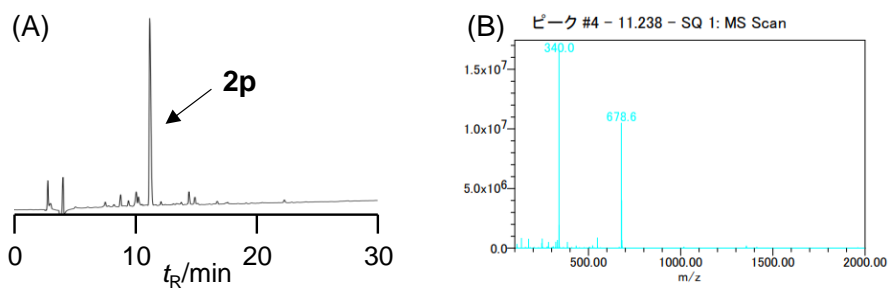 (A)
2p
0
10
20
30
tR/min
(B)
ピーク #4 - 11.238 - SQ 1: MS Scan
340.0
1.5x10⁷
678.6
1.0x10⁷
5.0x10⁶
0.0
500.00
1000.00
1500.00
2000.00
m/z